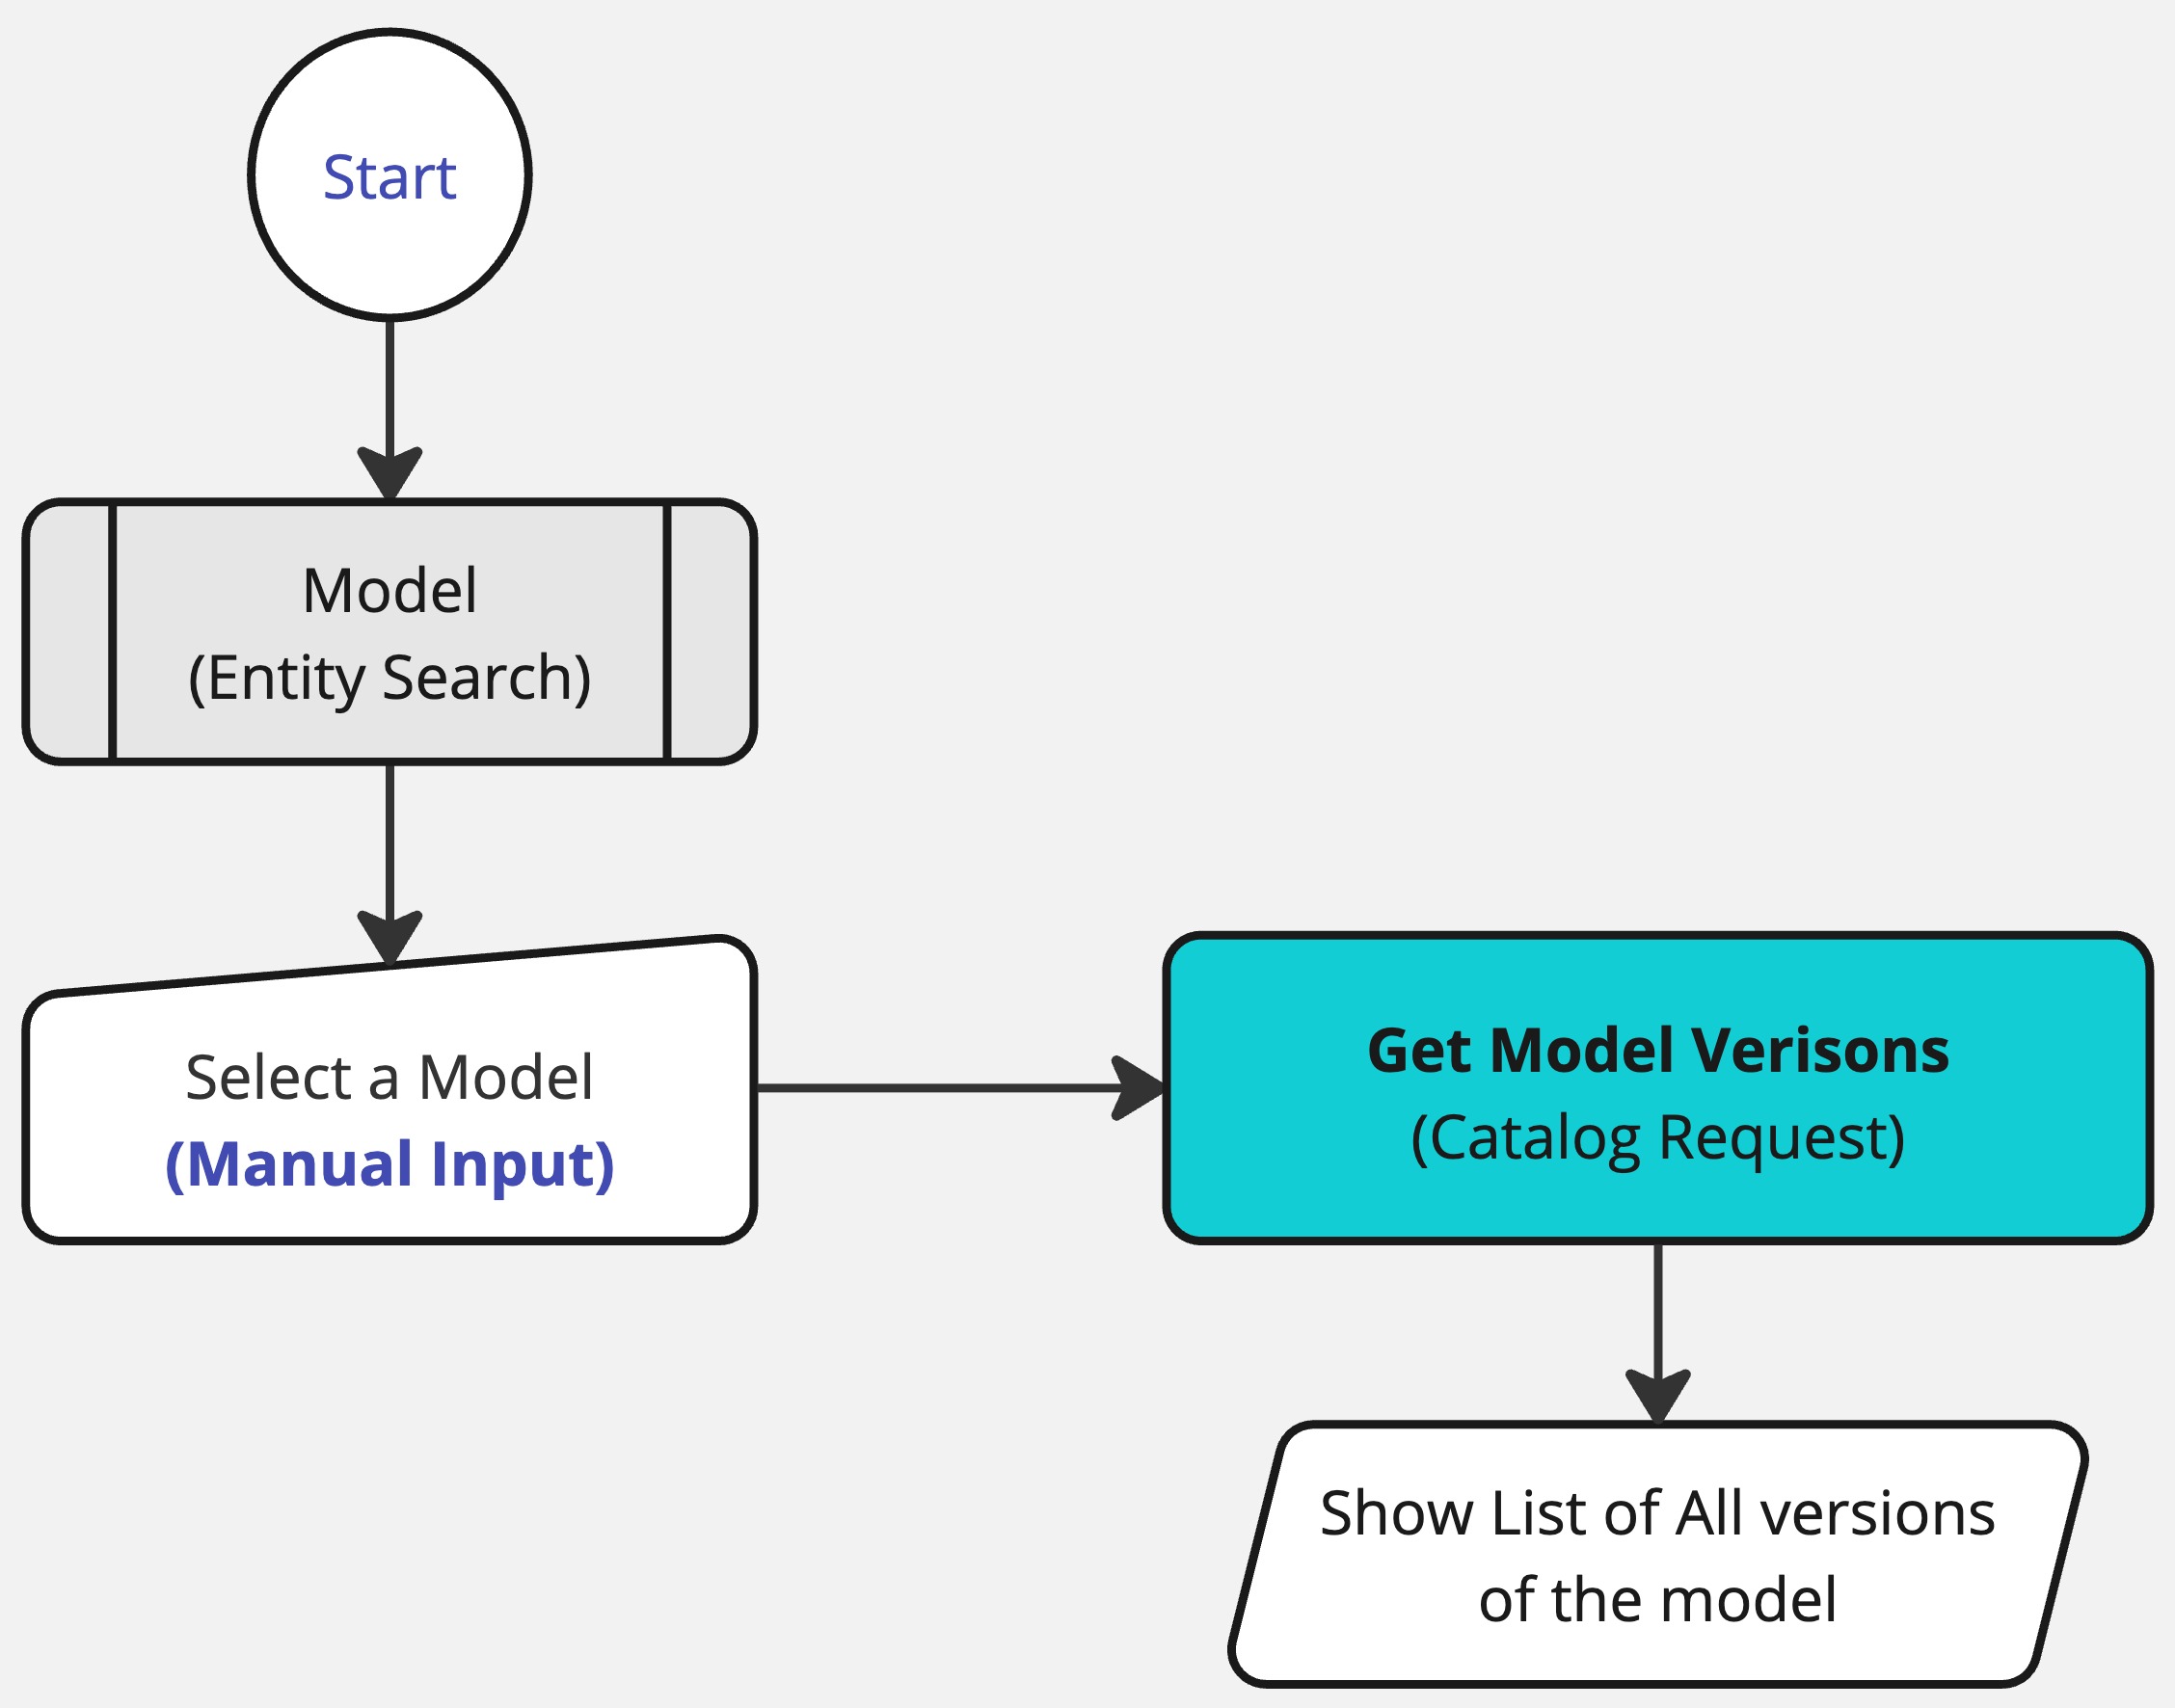 Start
Model
(Entity Search)
Select a Model
(Manual Input)
Get Model Verisons
(Catalog Request)
Show List of All versions
of the model